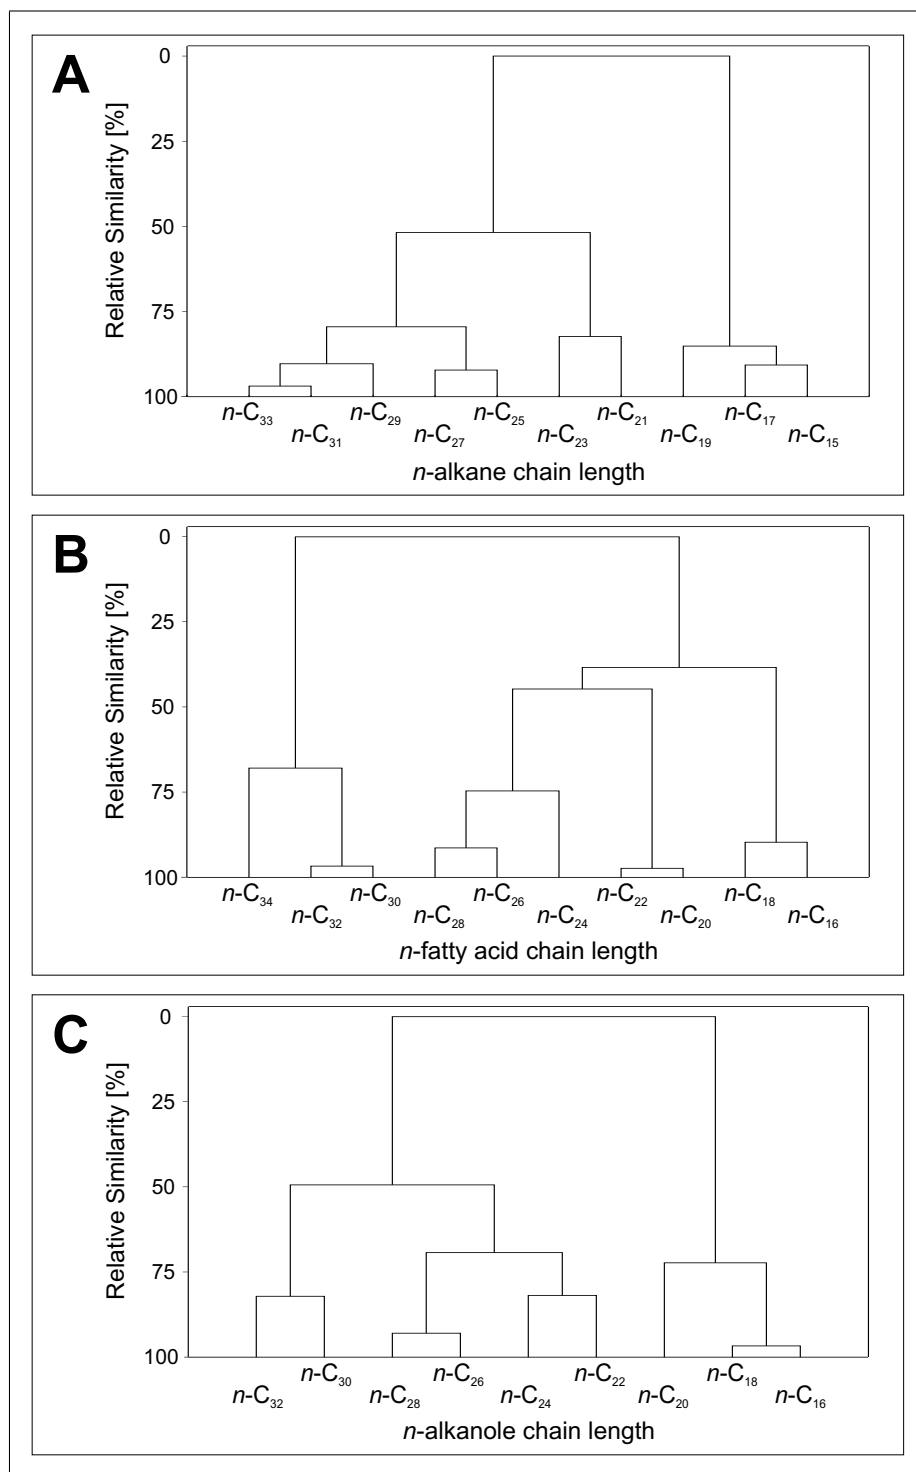 A
Relative Similarity [%]
0
25
50
75
100
n-C33 n-C29 n-C25 n-C21 n-C17
n-C31 n-C27 n-C23 n-C19 n-C15
n-alkane chain length
B
Relative Similarity [%]
0
25
50
75
100
n-C34 n-C30 n-C26 n-C22 n-C18
n-C32 n-C28 n-C24 n-C20 n-C16
n-fatty acid chain length
C
Relative Similarity [%]
0
25
50
75
100
n-C30 n-C26 n-C22 n-C18
n-C32 n-C28 n-C24 n-C20 n-C16
n-alkanole chain length